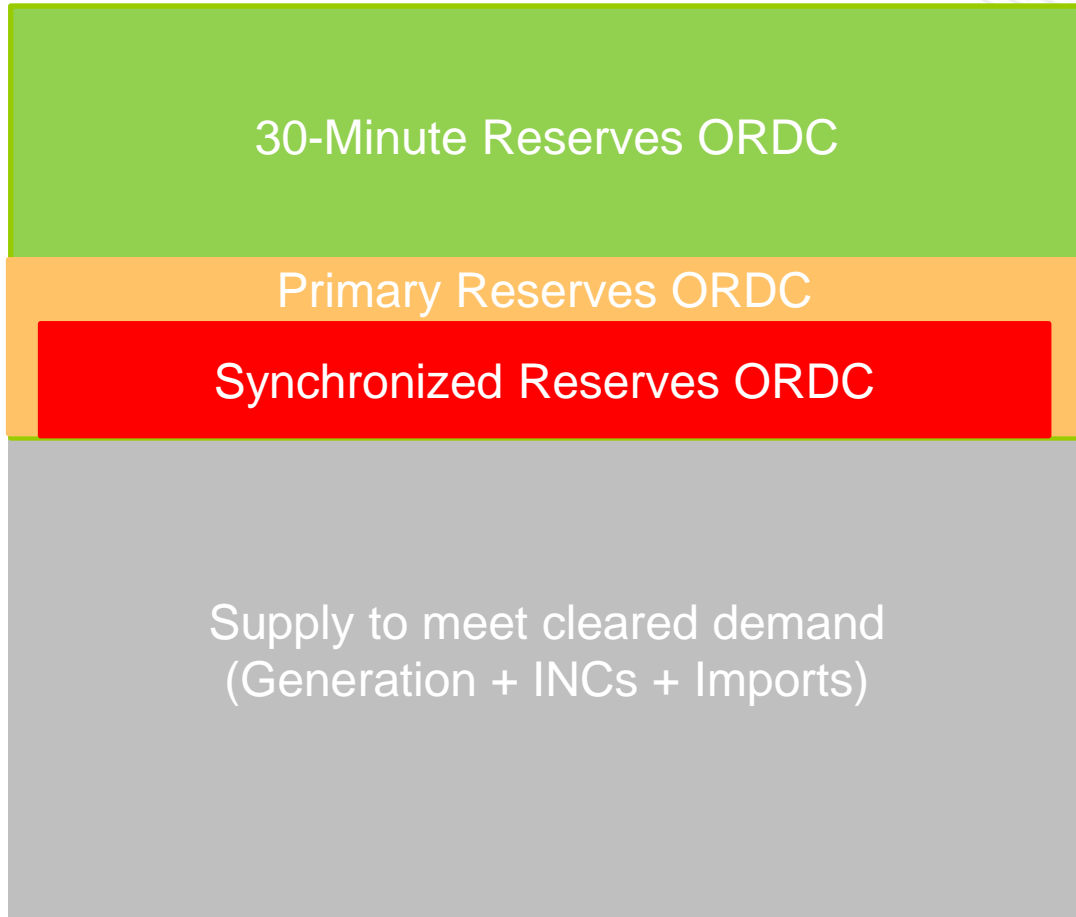 30-Minute Reserves ORDC
Primary Reserves ORDC
Synchronized Reserves ORDC
Supply to meet cleared demand
(Generation + INCs + Imports)